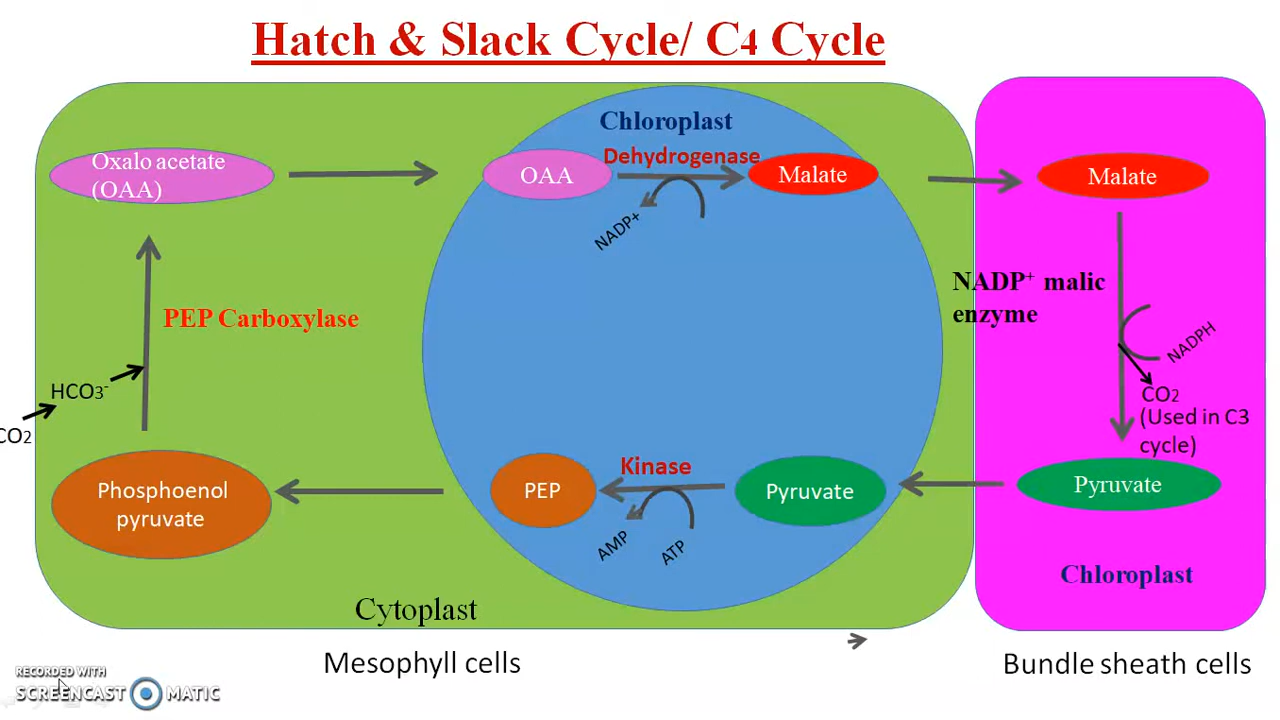 Hatch & Slack Cycle/ C4 Cycle
Chloroplast
Oxalo acetate
(OAA)
OAA
Dehydrogenase
Malate
Malate
NADP+
NADP+ malic
enzyme
PEP Carboxylase
NADPH
HCO3-
CO2
CO2
(Used in C3
cycle)
Phosphoenol
pyruvate
PEP
Kinase
Pyruvate
Pyruvate
AMP
ATP
Chloroplast
Cytoplast
Mesophyll cells
Bundle sheath cells
RECORDED WITH
SCREENCAST MATIC